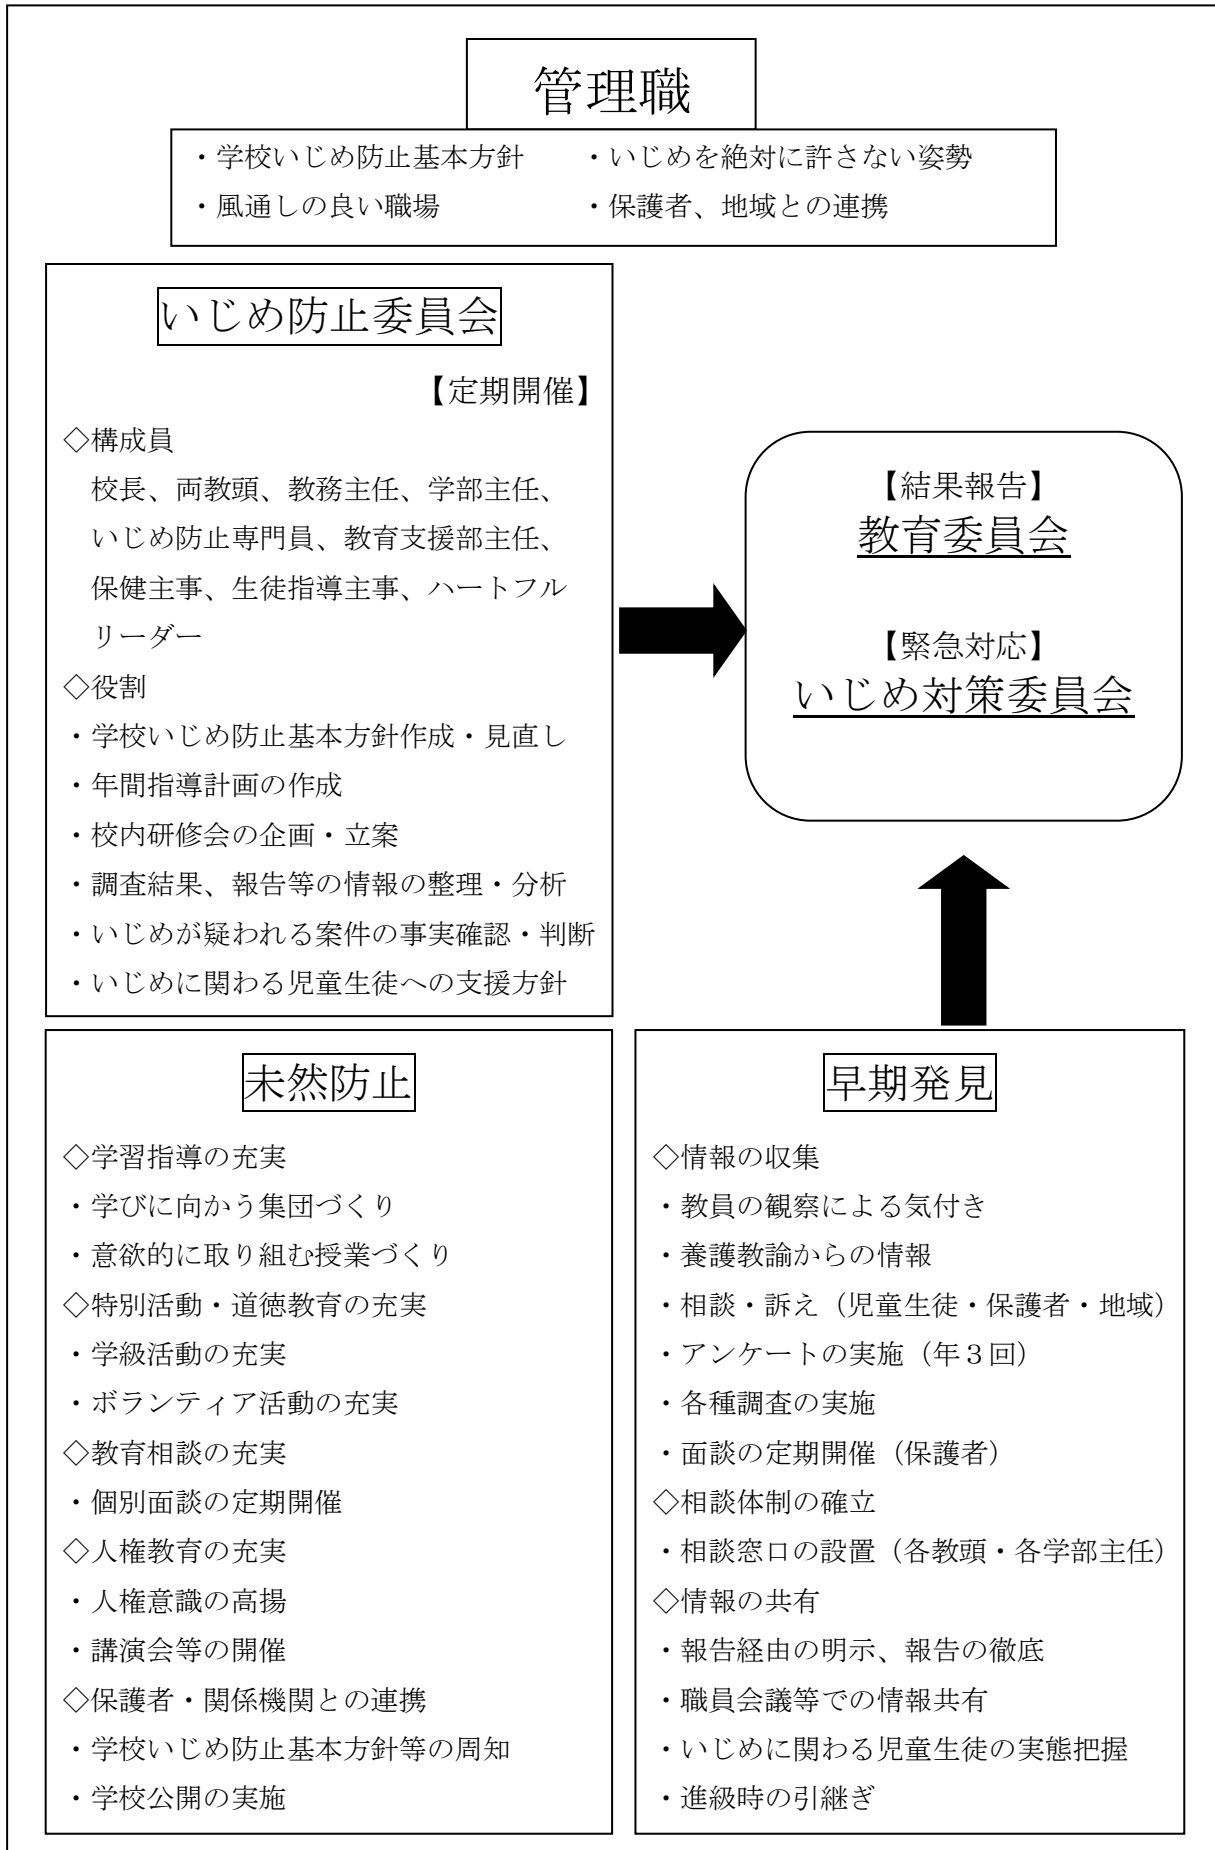 管理職
・学校いじめ防止基本方針　・いじめを絶対に許さない姿勢
・風通しの良い職場　・保護者、地域との連携
いじめ防止委員会
【定期開催】
◇構成員
校長、両教頭、教務主任、学部主任、
いじめ防止専門員、教育支援部主任、
保健主事、生徒指導主事、ハートフル
リーダー
◇役割
・学校いじめ防止基本方針作成・見直し
・年間指導計画の作成
・校内研修会の企画・立案
・調査結果、報告等の情報の整理・分析
・いじめが疑われる案件の事実確認・判断
・いじめに関わる児童生徒への支援方針
【結果報告】
教育委員会
【緊急対応】
いじめ対策委員会
未然防止
◇学習指導の充実
・学びに向かう集団づくり
・意欲的に取り組む授業づくり
◇特別活動・道徳教育の充実
・学級活動の充実
・ボランティア活動の充実
◇教育相談の充実
・個別面談の定期開催
◇人権教育の充実
・人権意識の高揚
・講演会等の開催
◇保護者・関係機関との連携
・学校いじめ防止基本方針等の周知
・学校公開の実施
早期発見
◇情報の収集
・教員の観察による気付き
・養護教諭からの情報
・相談・訴え（児童生徒・保護者・地域）
・アンケートの実施（年３回）
・各種調査の実施
・面談の定期開催（保護者）
◇相談体制の確立
・相談窓口の設置（各教頭・各学部主任）
◇情報の共有
・報告経由の明示、報告の徹底
・職員会議等での情報共有
・いじめに関わる児童生徒の実態把握
・進級時の引継ぎ